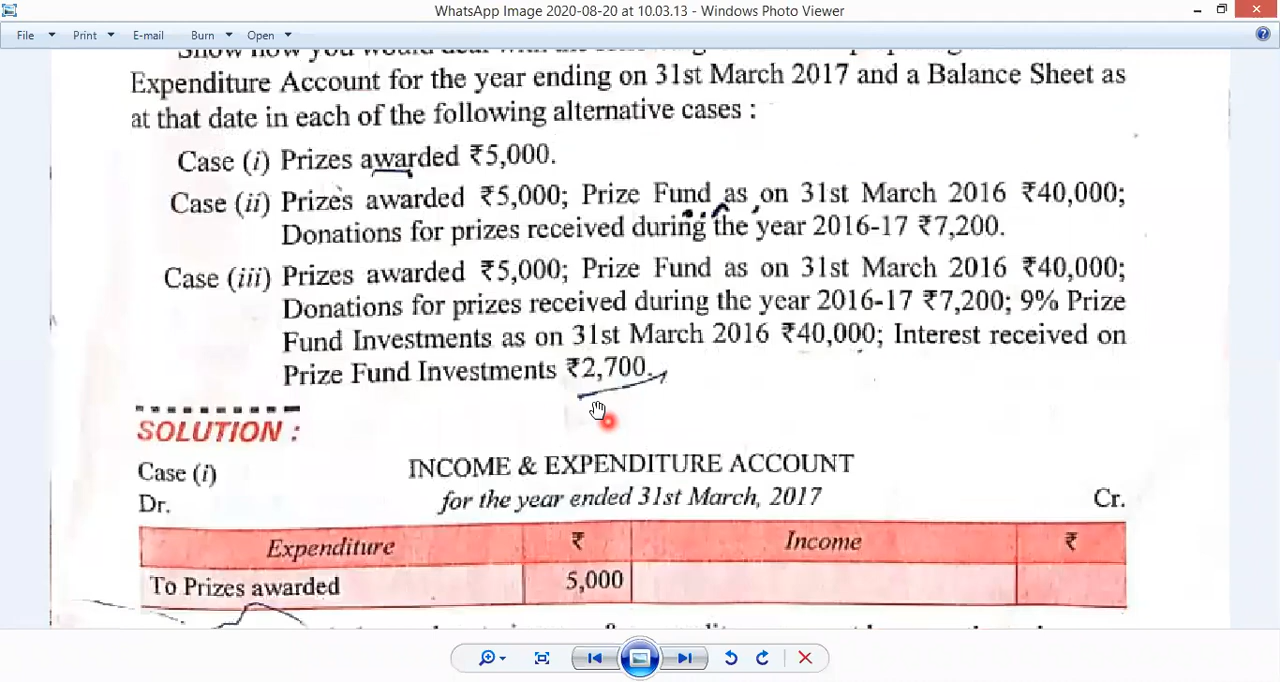 WhatsApp Image 2020-08-20 at 10.03.13 - Windows Photo Viewer
File Print E-mail Burn Open
Show how you would deal with the
Expenditure Account for the year ending on 31st March 2017 and a Balance Sheet as
at that date in each of the following alternative cases :
Case (i) Prizes awarded ₹5,000.
Case (ii) Prizes awarded ₹5,000; Prize Fund as on 31st March 2016 ₹40,000;
Donations for prizes received during the year 2016-17 ₹7,200.
Case (iii) Prizes awarded ₹5,000; Prize Fund as on 31st March 2016 ₹40,000;
Donations for prizes received during the year 2016-17 ₹7,200; 9% Prize
Fund Investments as on 31st March 2016 ₹40,000; Interest received on
Prize Fund Investments ₹2,700.
SOLUTION :
Case (i) INCOME & EXPENDITURE ACCOUNT
Dr. for the year ended 31st March, 2017 Cr.
Expenditure ₹ Income ₹
To Prizes awarded 5,000